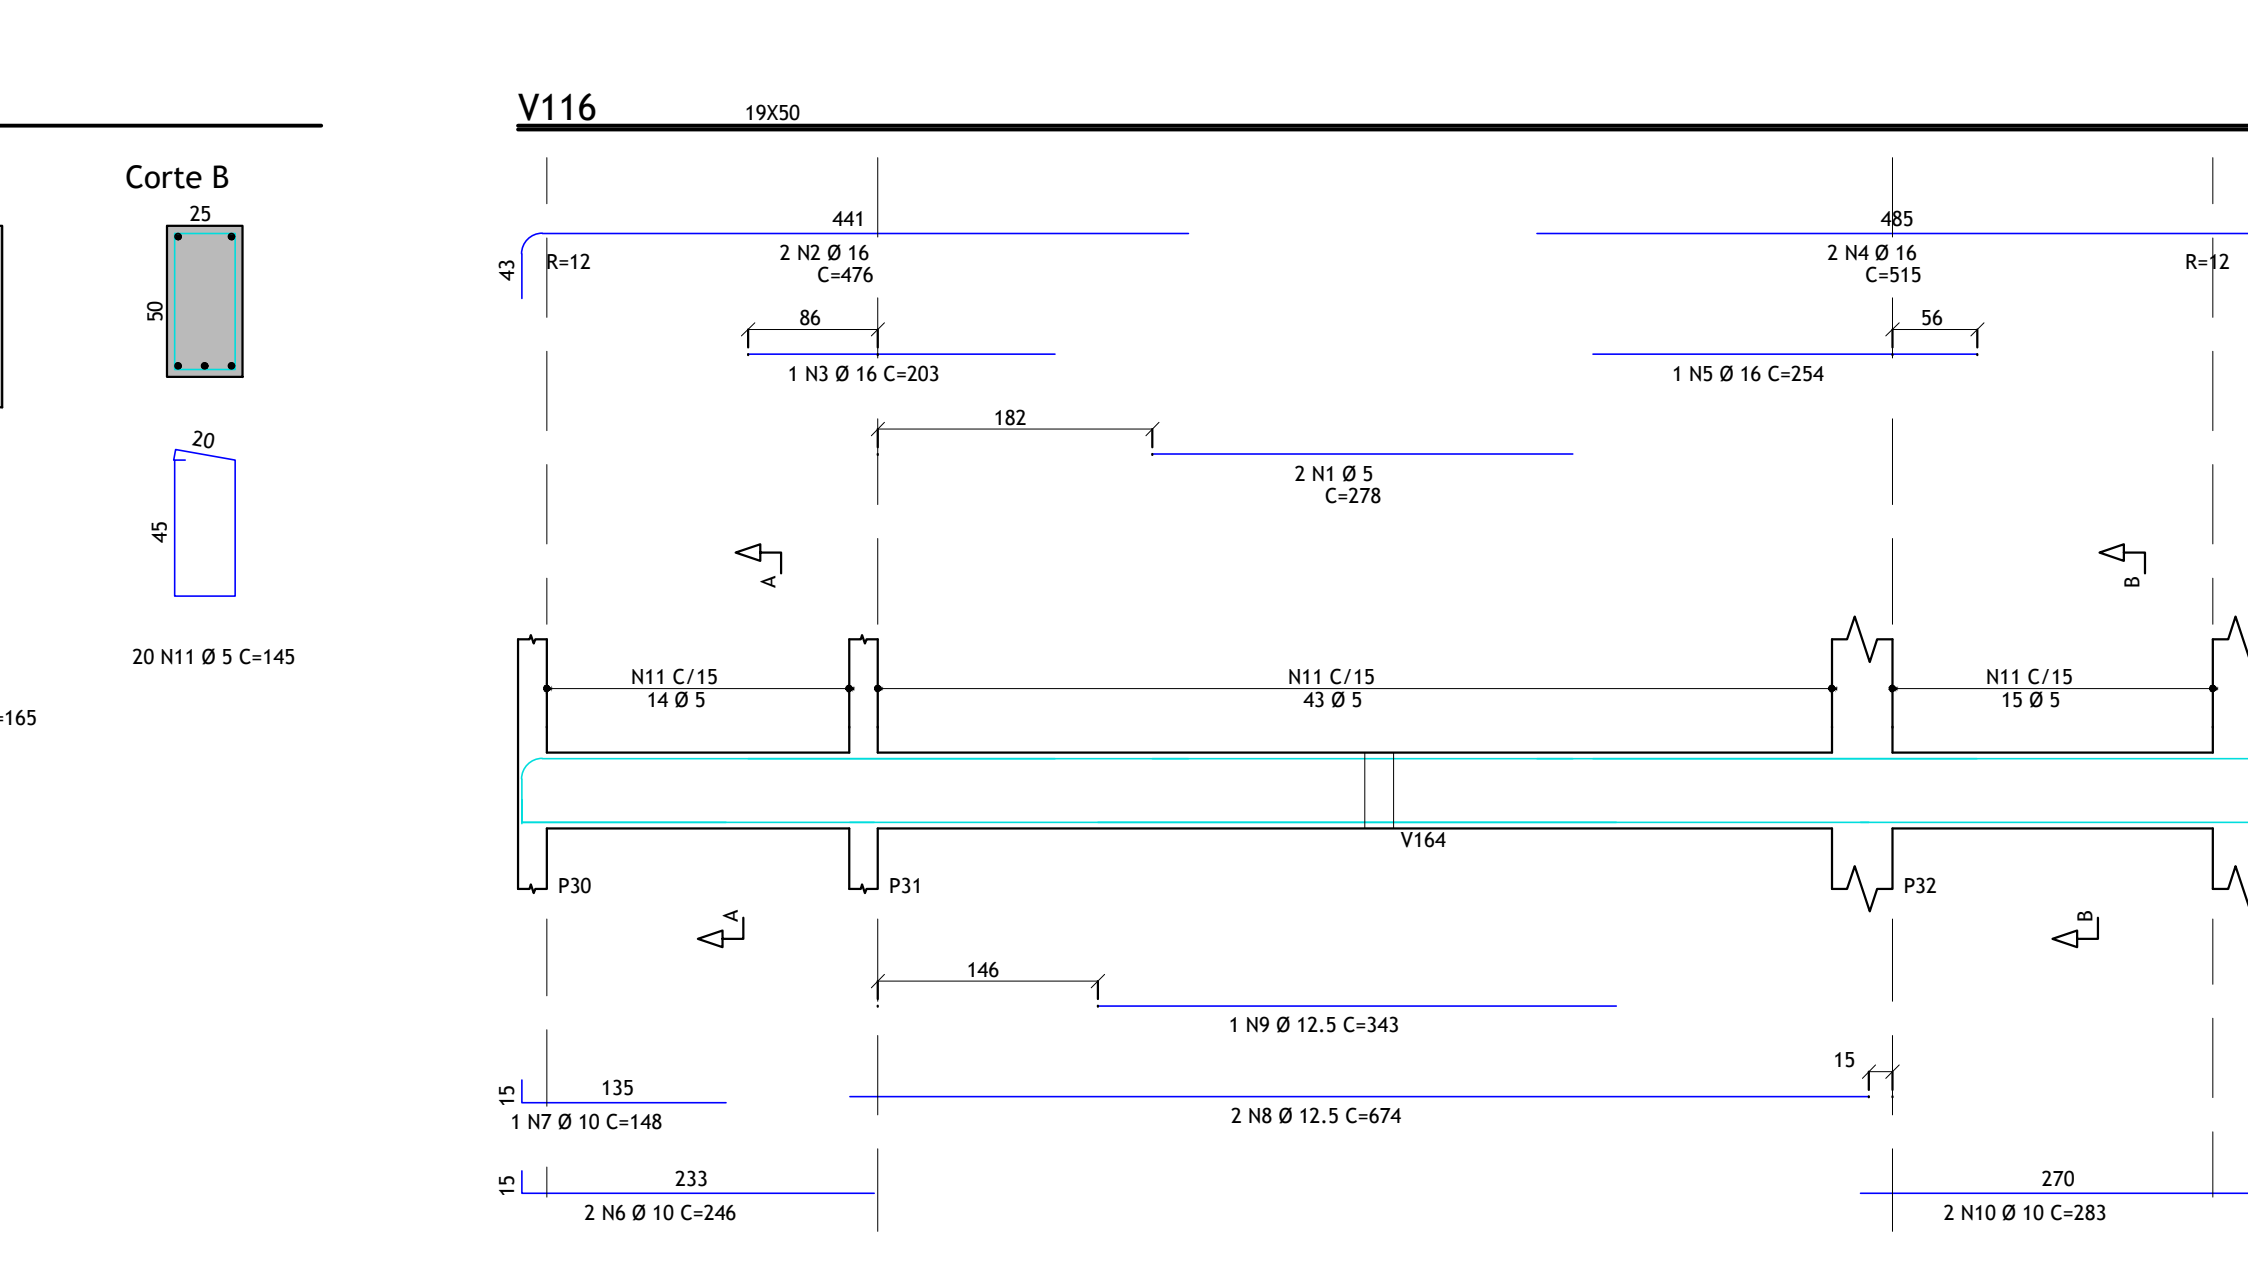 V116 19X50
Corte B
25
50
20
45
20 N11 Ø 5 C=145
=165
441
43
R=12
2 N2 Ø 16
C=476
485
2 N4 Ø 16
C=515
R=12
86
1 N3 Ø 16 C=203
56
1 N5 Ø 16 C=254
182
2 N1 Ø 5
C=278
A
B
N11 C/15
14 Ø 5
N11 C/15
43 Ø 5
N11 C/15
15 Ø 5
V164
P30
P31
P32
A
B
146
1 N9 Ø 12.5 C=343
15
15
135
1 N7 Ø 10 C=148
2 N8 Ø 12.5 C=674
15
233
2 N6 Ø 10 C=246
270
2 N10 Ø 10 C=283